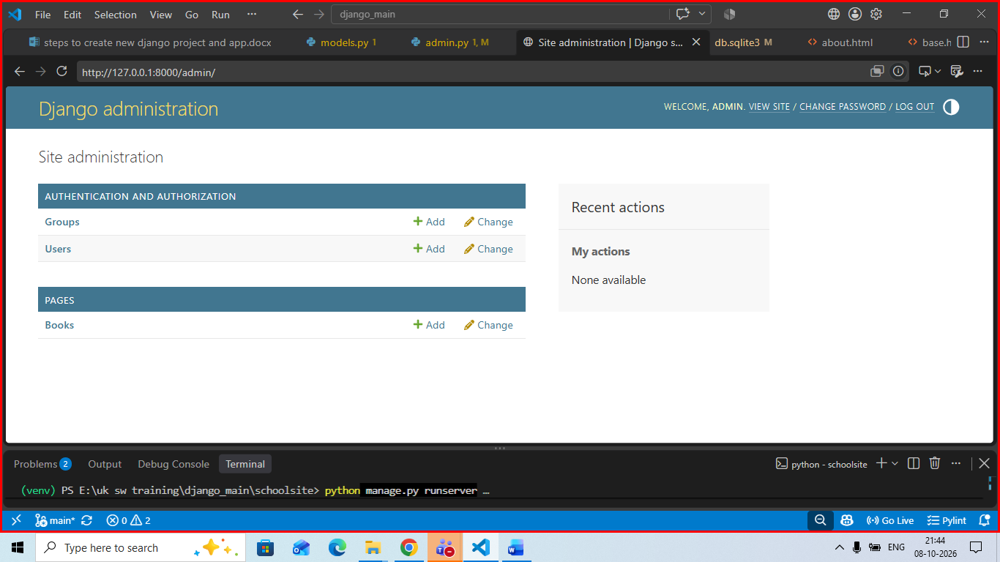 File Edit Selection View Go Run ··· django_main
steps to create new django project and app.docx models.py 1 admin.py 1, M Site administration | Django s... db.sqlite3 M about.html base.h ···
http://127.0.0.1:8000/admin/ ···
Django administration
WELCOME, ADMIN. VIEW SITE / CHANGE PASSWORD / LOG OUT
Site administration
AUTHENTICATION AND AUTHORIZATION
Groups Add Change
Users Add Change
PAGES
Books Add Change
Recent actions
My actions
None available
Problems 2 Output Debug Console Terminal python - schoolsite ···
(venv) PS E:\uk sw training\django_main\schoolsite> python manage.py runserver …
main* 0 2 Go Live Pylint
Type here to search ENG 21:44
08-10-2026